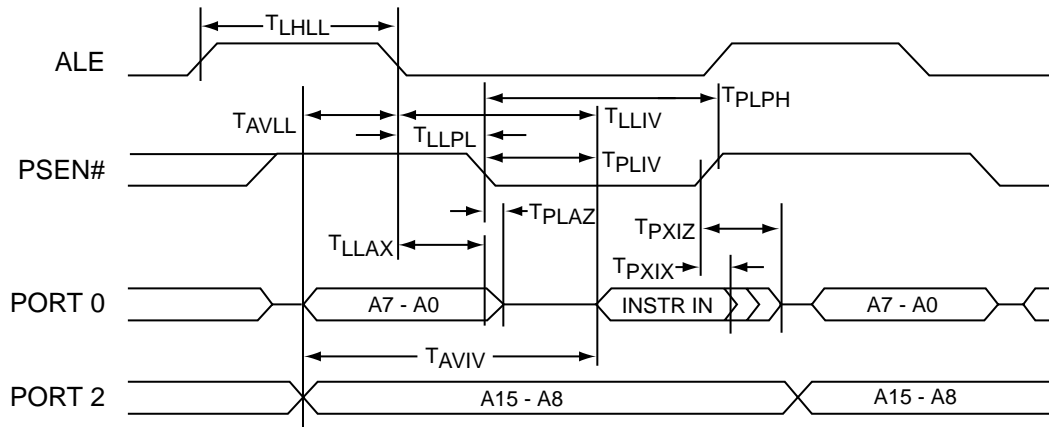 TLHLL
ALE
TPLPH
TAVLL
TLLIV
TLLPL
PSEN#
TPLIV
TPLAZ
TPXIZ
TLLAX
TPXIX
PORT 0
A7 - A0
INSTR IN
A7 - A0
TAVIV
PORT 2
A15 - A8
A15 - A8